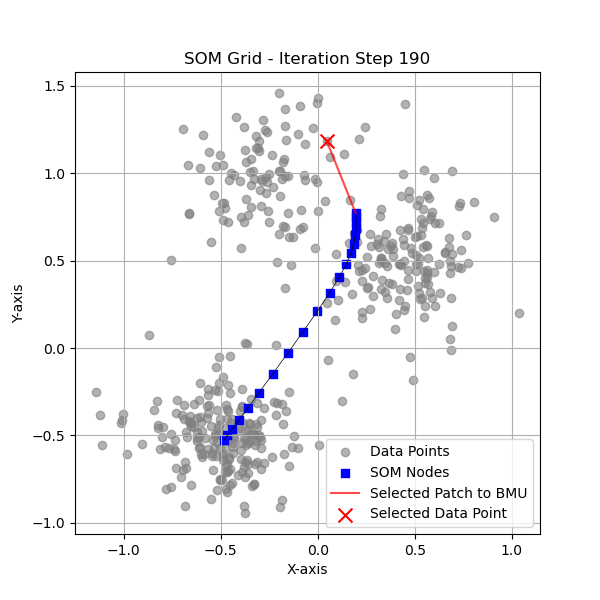 SOM Grid - Iteration Step 190
1.5
1.0
0.5
0.0
−0.5
−1.0
Y-axis
Data Points
SOM Nodes
Selected Patch to BMU
Selected Data Point
−1.0 −0.5 0.0 0.5 1.0
X-axis